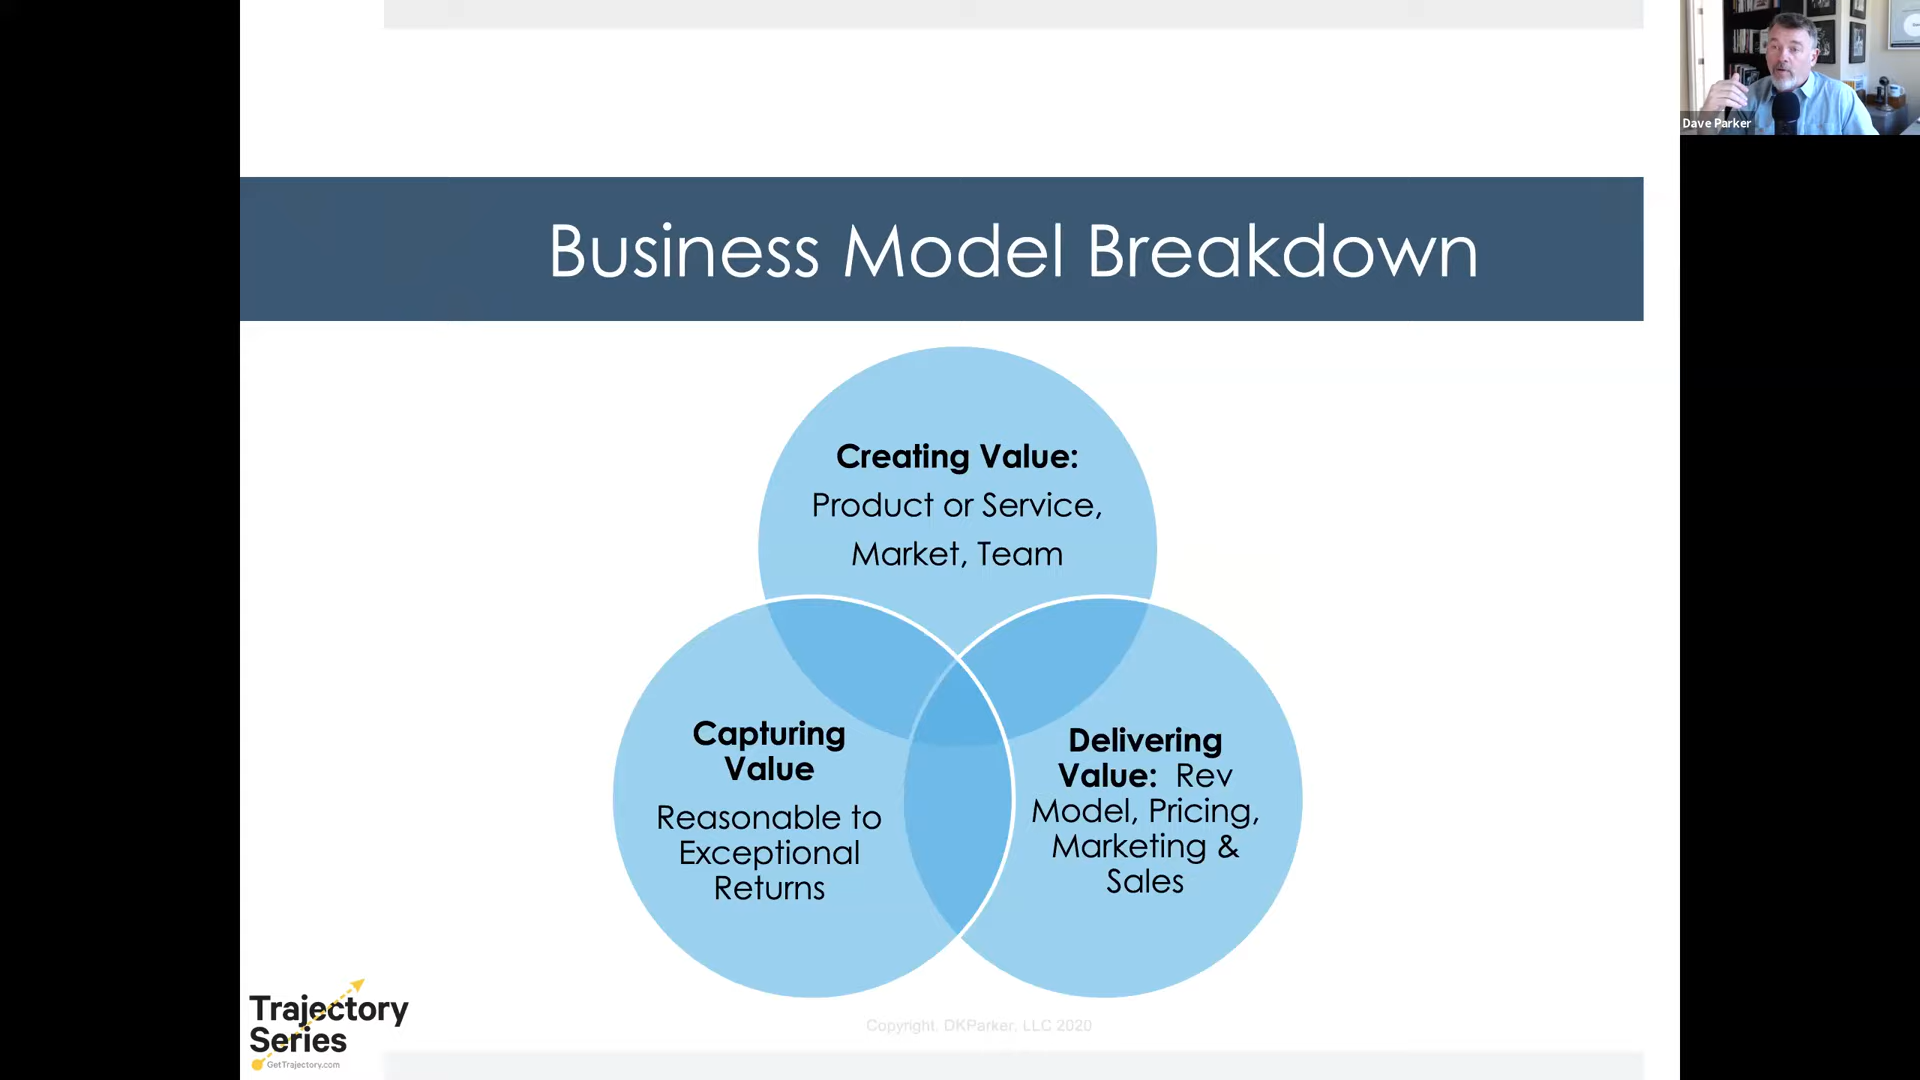 Dave Parker
Business Model Breakdown
Creating Value:
Product or Service,
Market, Team
Capturing
Value
Reasonable to
Exceptional
Returns
Delivering
Value: Rev
Model, Pricing,
Marketing &
Sales
Trajectory
Series
GetTrajectory.com
Copyright, DKParker, LLC 2020